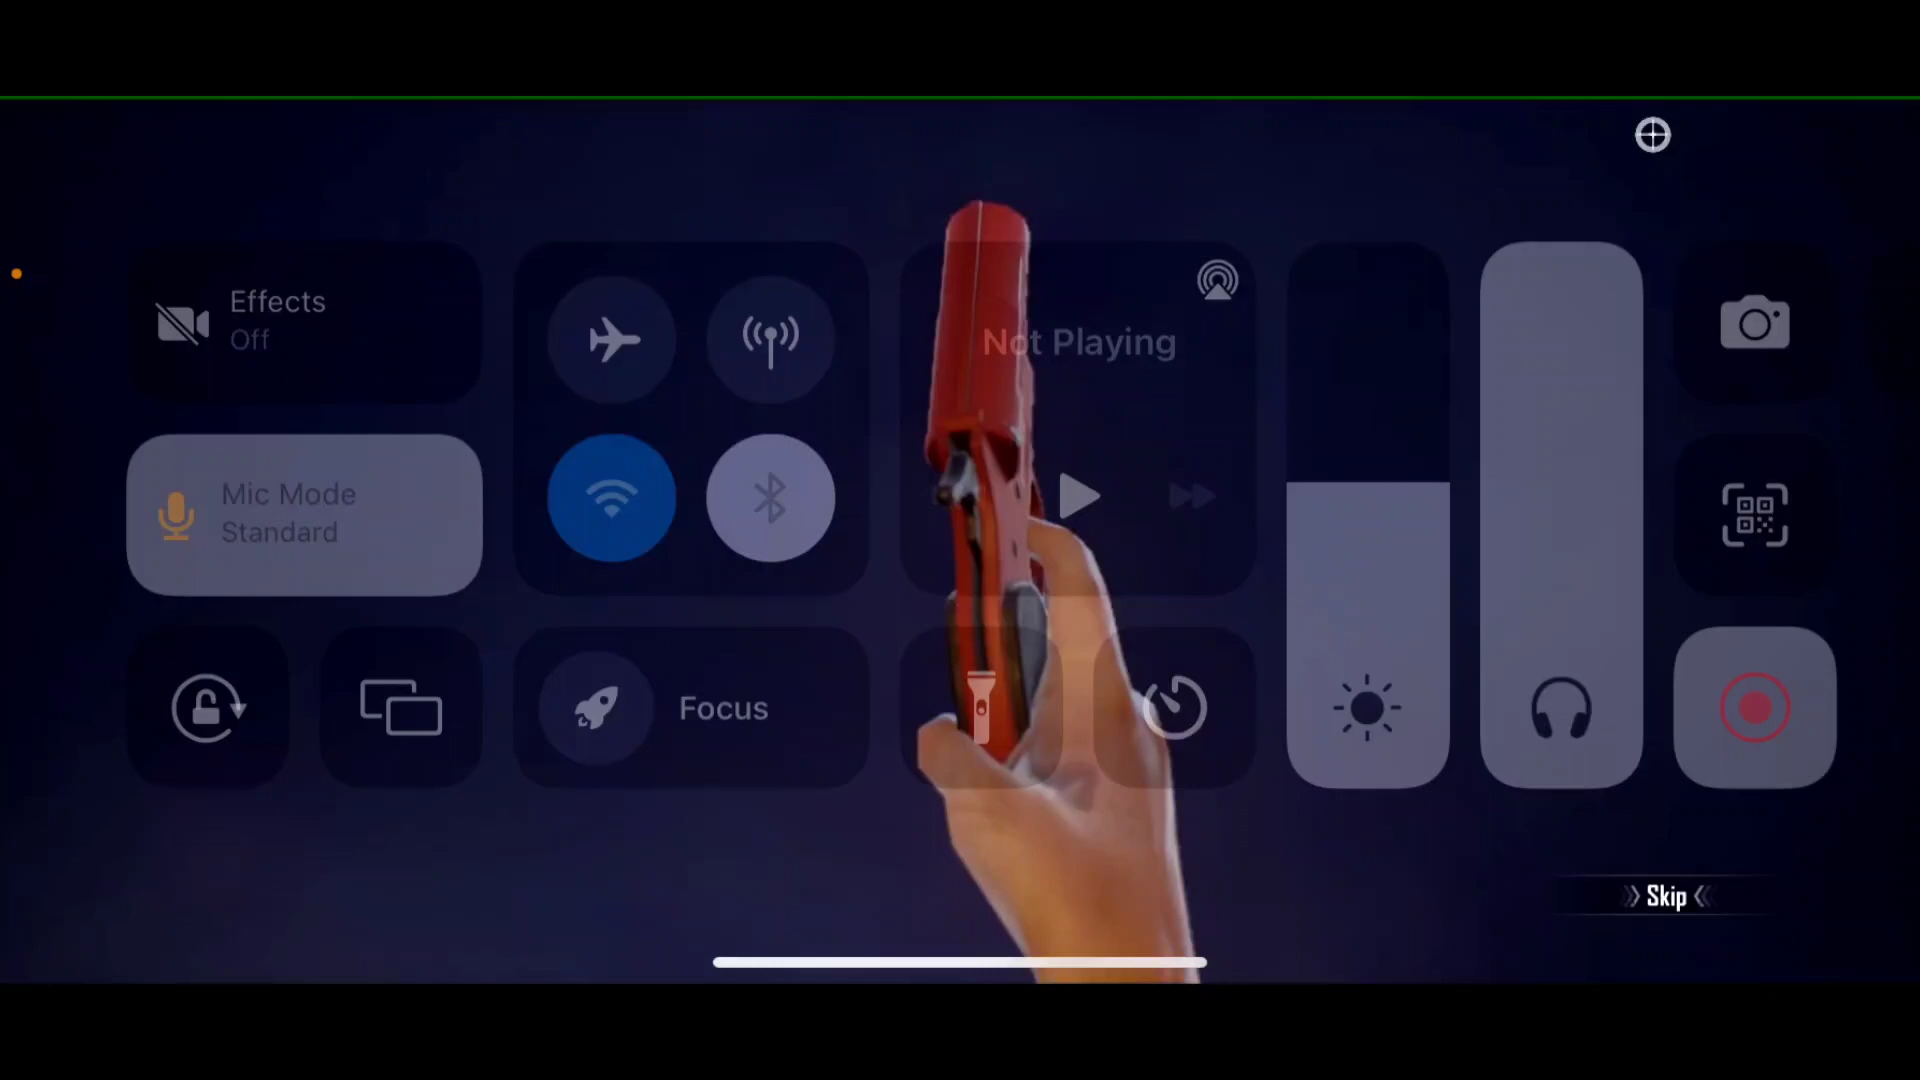 Effects
Off
Not Playing
Mic Mode
Standard
Focus
Skip